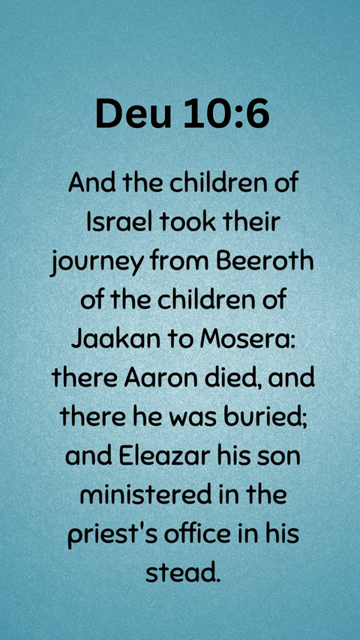 Deu 10:6
And the children of
Israel took their
journey from Beeroth
of the children of
Jaakan to Mosera:
there Aaron died, and
there he was buried;
and Eleazar his son
ministered in the
priest's office in his
stead.